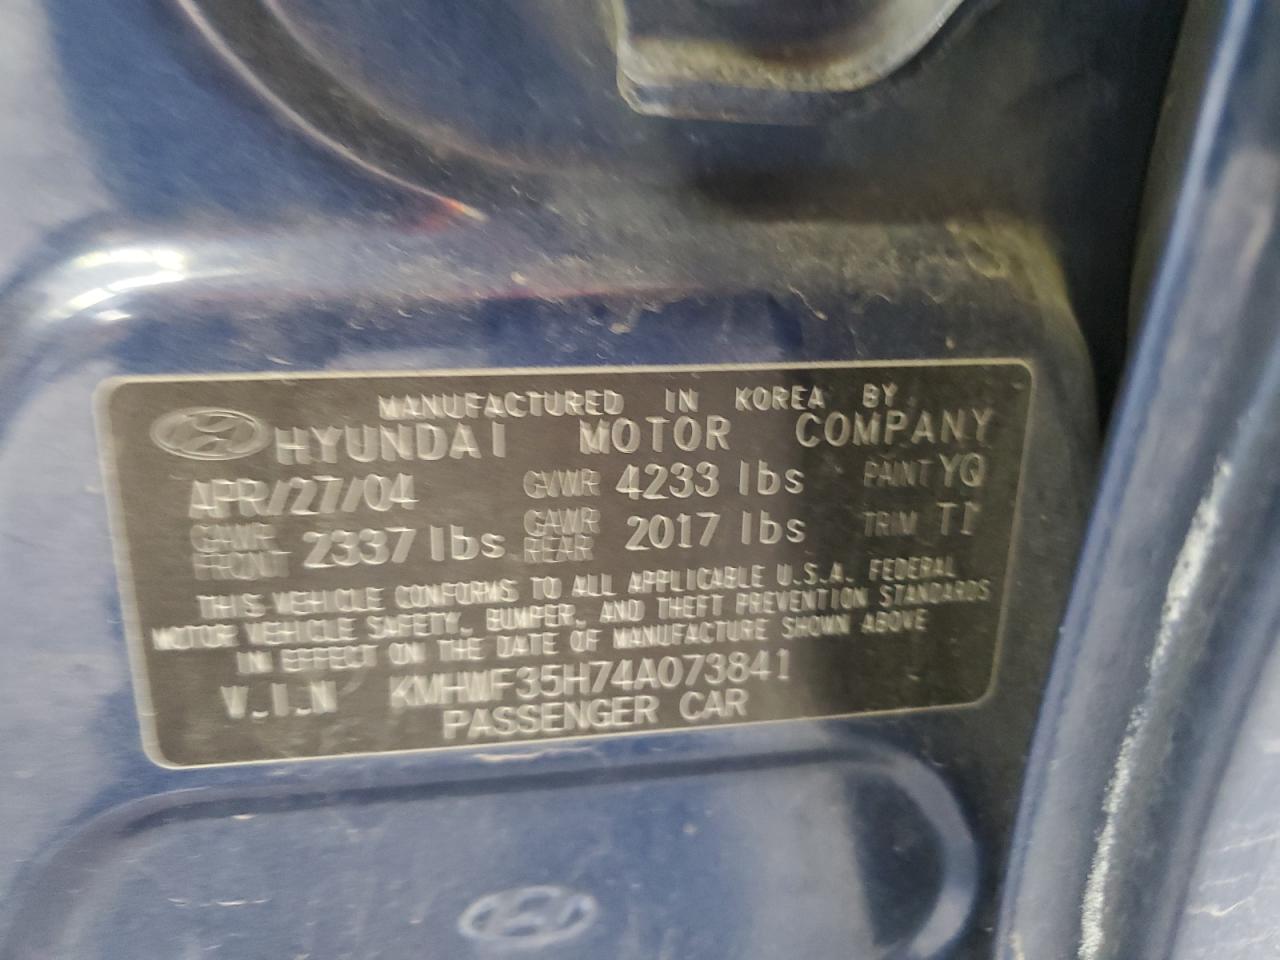 MANUFACTURED IN KOREA BY
HYUNDAI MOTOR COMPANY
APR/27/04 GVWR 4233 lbs PAINT YQ
GAWR FRONT 2337 lbs GAWR REAR 2017 lbs TRIM TI
THIS VEHICLE CONFORMS TO ALL APPLICABLE U.S.A. FEDERAL
MOTOR VEHICLE SAFETY, BUMPER, AND THEFT PREVENTION STANDARDS
IN EFFECT ON THE DATE OF MANUFACTURE SHOWN ABOVE
V.I.N KMHWF35H74A073841
PASSENGER CAR